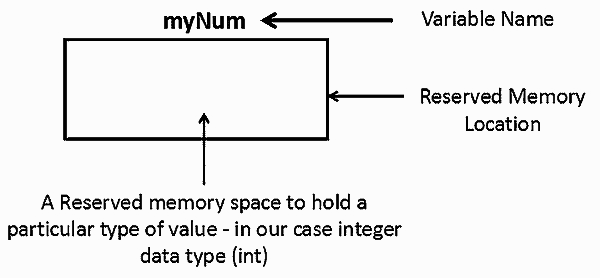 myNum
Variable Name
Reserved Memory
Location
A Reserved memory space to hold a
particular type of value - in our case integer
data type (int)